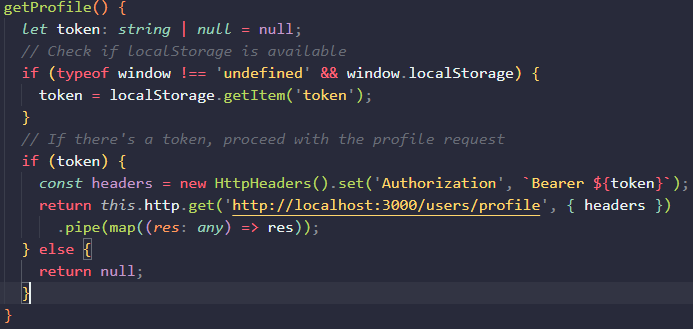 getProfile() {
  let token: string | null = null;
  // Check if localStorage is available
  if (typeof window !== 'undefined' && window.localStorage) {
    token = localStorage.getItem('token');
  }
  // If there's a token, proceed with the profile request
  if (token) {
    const headers = new HttpHeaders().set('Authorization', `Bearer ${token}`);
    return this.http.get('http://localhost:3000/users/profile', { headers })
      .pipe(map((res: any) => res));
  } else {
    return null;
  }
}